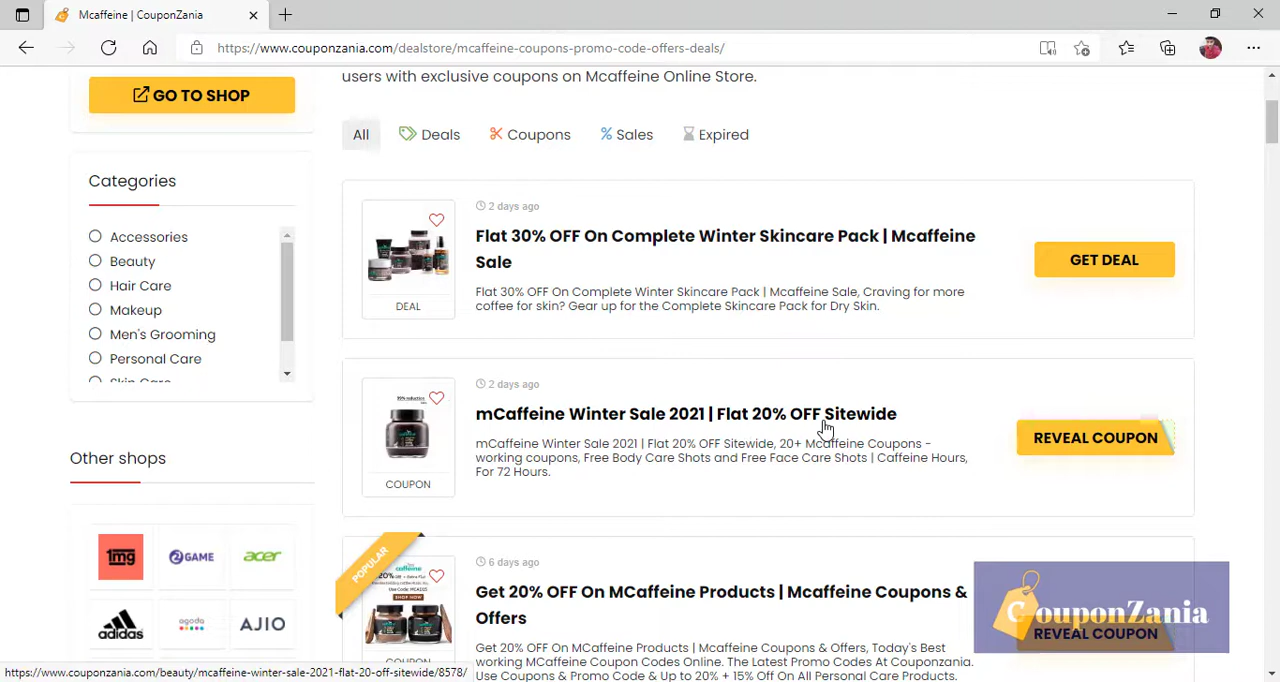 Mcaffeine | CouponZania
https://www.couponzania.com/dealstore/mcaffeine-coupons-promo-code-offers-deals/
users with exclusive coupons on Mcaffeine Online Store.
GO TO SHOP
All Deals Coupons Sales Expired
Categories
Accessories
Beauty
Hair Care
Makeup
Men's Grooming
Personal Care
Skin Care
2 days ago
Flat 30% OFF On Complete Winter Skincare Pack | Mcaffeine
Sale
Flat 30% OFF On Complete Winter Skincare Pack | Mcaffeine Sale, Craving for more
coffee for skin? Gear up for the Complete Skincare Pack for Dry Skin.
DEAL
GET DEAL
2 days ago
mCaffeine Winter Sale 2021 | Flat 20% OFF Sitewide
mCaffeine Winter Sale 2021 | Flat 20% OFF Sitewide, 20+ Mcaffeine Coupons -
working coupons, Free Body Care Shots and Free Face Care Shots | Caffeine Hours,
For 72 Hours.
COUPON
REVEAL COUPON
Other shops
1mg
2GAME
acer
adidas
agoda
AJIO
POPULAR
6 days ago
Get 20% OFF On MCaffeine Products | Mcaffeine Coupons &
Offers
Get 20% OFF On MCaffeine Products | Mcaffeine Coupons & Offers, Today's Best
working MCaffeine Coupon Codes Online. The Latest Promo Codes At Couponzania.
Use Coupons & Promo Code & Up to 20% + 15% Off On All Personal Care Products.
COUPON
CouponZania
REVEAL COUPON
https://www.couponzania.com/beauty/mcaffeine-winter-sale-2021-flat-20-off-sitewide/8578/